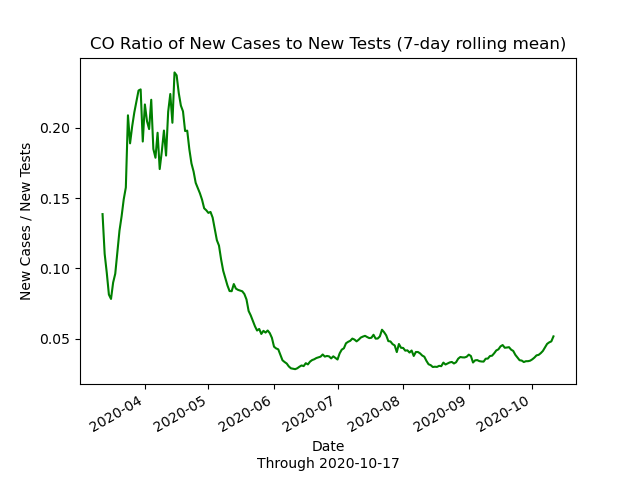 CO Ratio of New Cases to New Tests (7-day rolling mean)
New Cases / New Tests
0.20
0.15
0.10
0.05
2020-04
2020-05
2020-06
2020-07
2020-08
2020-09
2020-10
Date
Through 2020-10-17